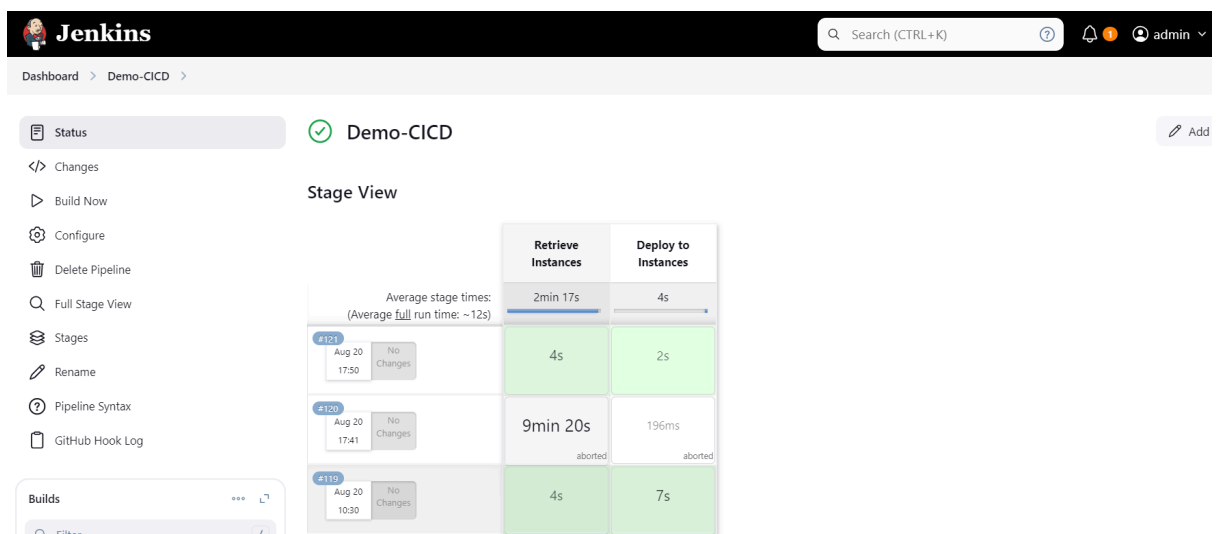 Jenkins
Search (CTRL+K)
?
1
admin
Dashboard > Demo-CICD >
Status
Changes
Build Now
Configure
Delete Pipeline
Full Stage View
Stages
Rename
Pipeline Syntax
GitHub Hook Log
Builds
Filter
/
Demo-CICD
Add
Stage View
Retrieve
Instances
Deploy to
Instances
Average stage times:
(Average full run time: ~12s)
2min 17s
4s
#121
Aug 20
17:50
No
Changes
4s
2s
#120
Aug 20
17:41
No
Changes
9min 20s
aborted
196ms
aborted
#119
Aug 20
10:30
No
Changes
4s
7s